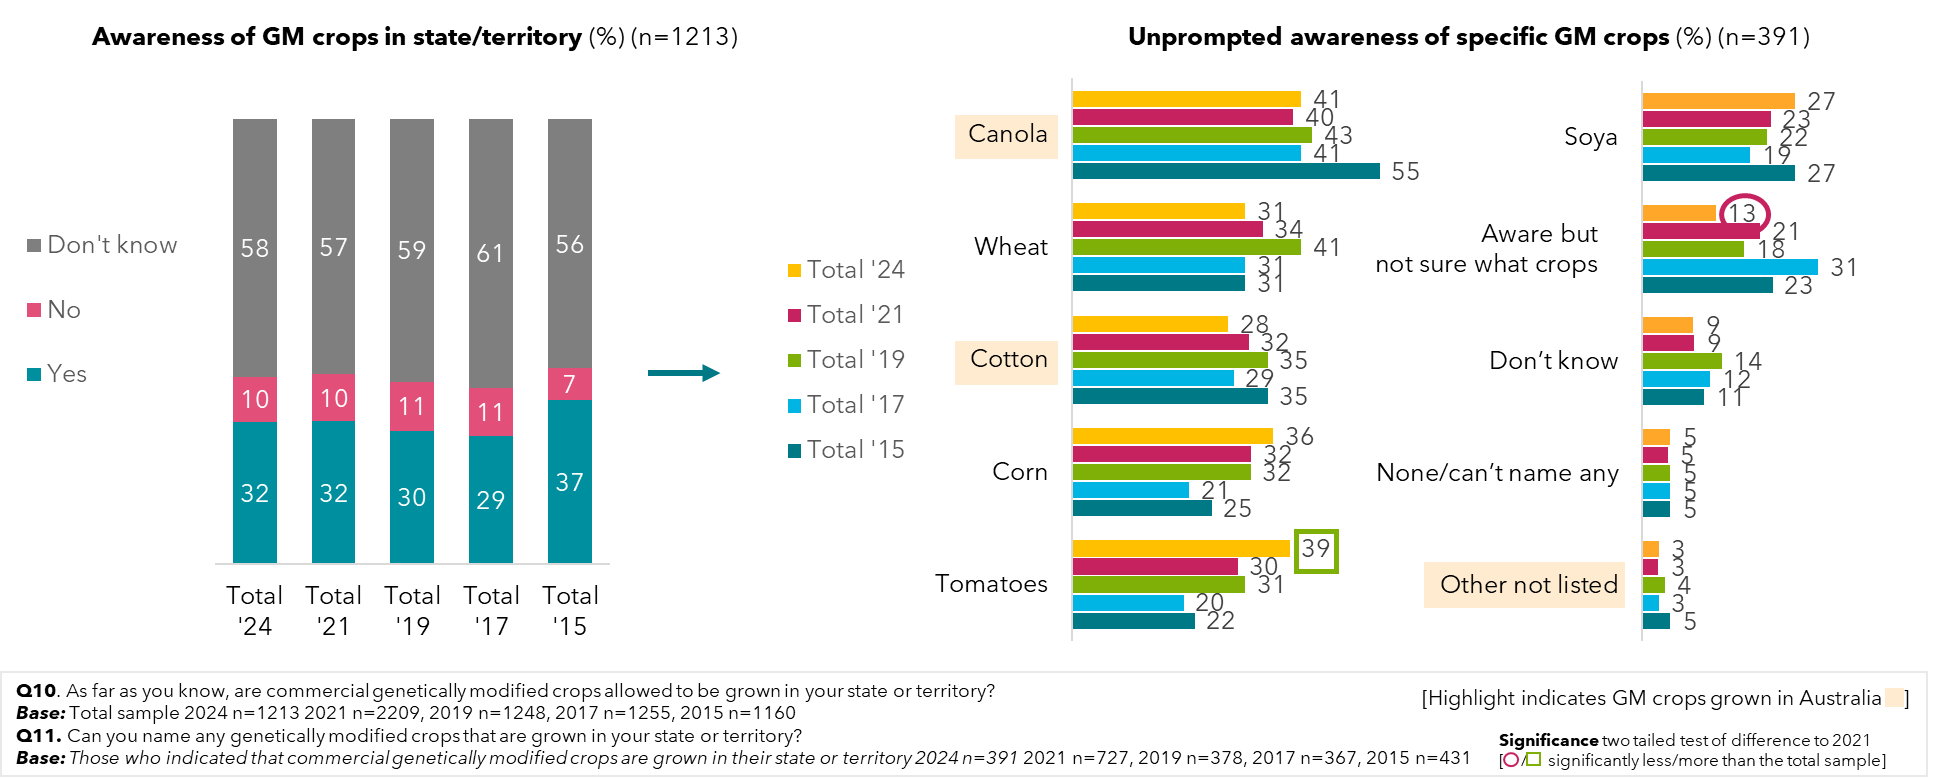 Awareness of GM crops in state/territory (%) (n=1213)
Don't know
No
Yes
58
57
59
61
56
10
10
11
11
7
32
32
30
29
37
Total '24
Total '21
Total '19
Total '17
Total '15
Unprompted awareness of specific GM crops (%) (n=391)
Total '24
Total '21
Total '19
Total '17
Total '15
Canola
41
40
43
41
55
Wheat
31
34
41
31
31
Cotton
28
32
35
29
35
Corn
36
32
32
21
25
Tomatoes
39
30
31
20
22
Soya
27
23
22
19
27
Aware but
not sure what crops
13
21
18
31
23
Don’t know
9
9
14
12
11
None/can’t name any
5
5
5
5
5
Other not listed
3
3
4
3
5
Q10. As far as you know, are commercial genetically modified crops allowed to be grown in your state or territory?
Base: Total sample 2024 n=1213 2021 n=2209, 2019 n=1248, 2017 n=1255, 2015 n=1160
Q11. Can you name any genetically modified crops that are grown in your state or territory?
Base: Those who indicated that commercial genetically modified crops are grown in their state or territory 2024 n=391 2021 n=727, 2019 n=378, 2017 n=367, 2015 n=431
[Highlight indicates GM crops grown in Australia ]
Significance two tailed test of difference to 2021
[ / significantly less/more than the total sample]